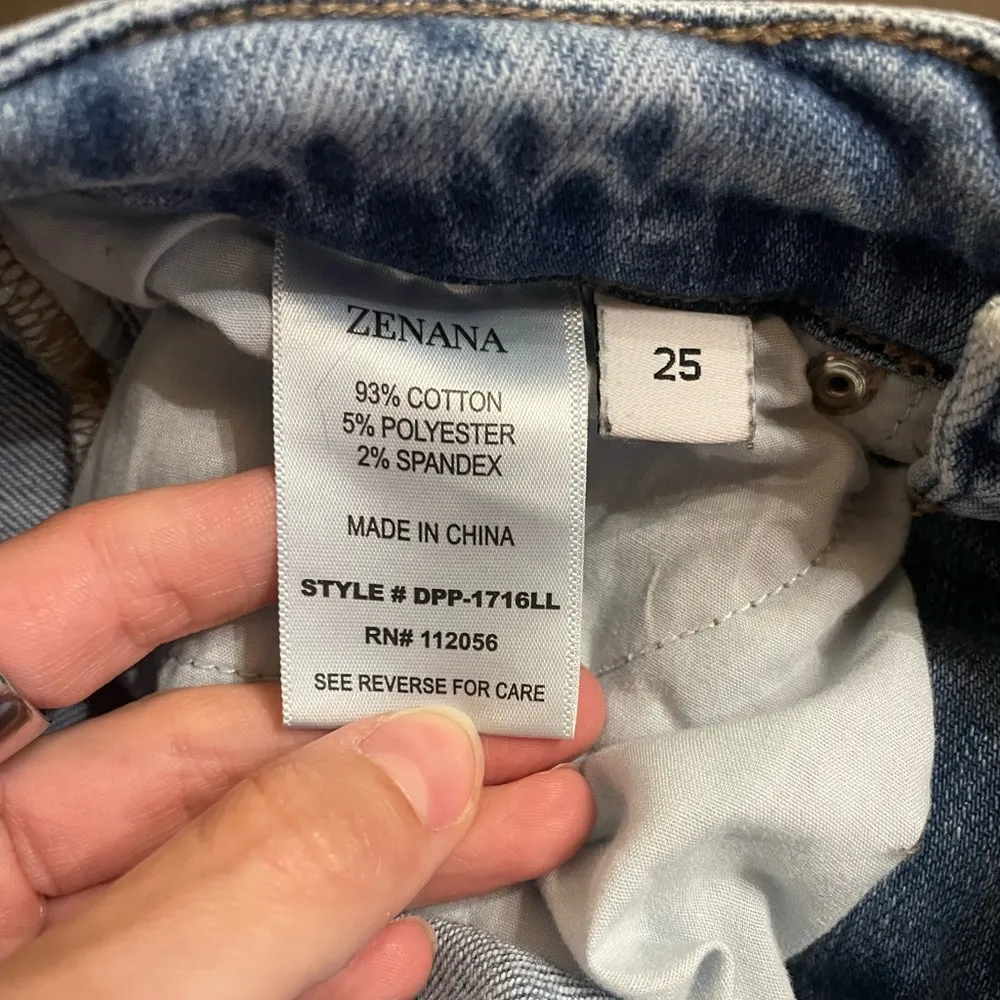 ZENANA
93% COTTON
5% POLYESTER
2% SPANDEX
MADE IN CHINA
STYLE # DPP-1716LL
RN# 112056
SEE REVERSE FOR CARE
25